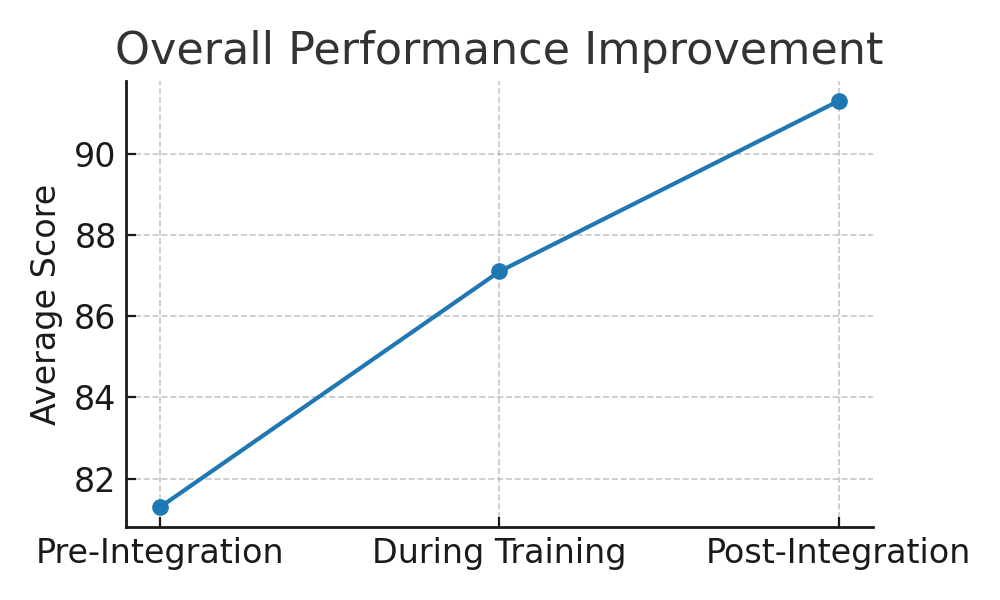 Overall Performance Improvement
Average Score
90
88
86
84
82
Pre-Integration
During Training
Post-Integration